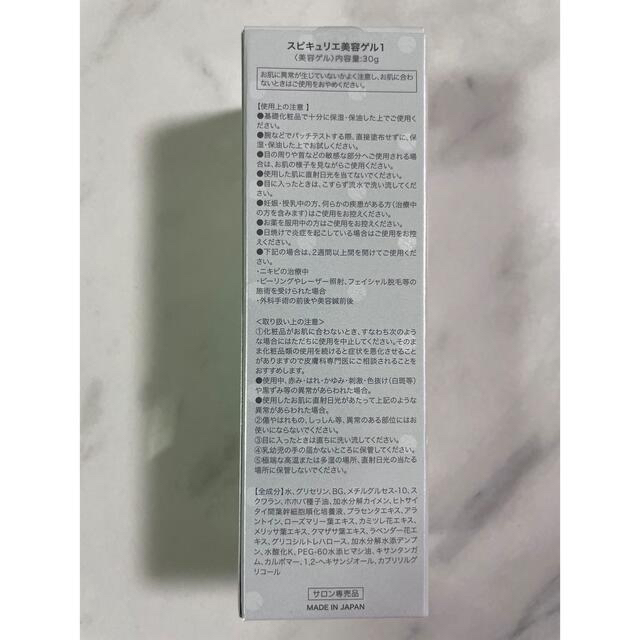 スピキュリエ美容ゲル1
〈美容ゲル〉内容量:30g
お肌に異常が生じていないかよく注意し、お肌に合わ
ないときはご使用をおやめください。
【使用上の注意 】
●基礎化粧品で十分に保湿・保油した上でご使用く
ださい。
●腕などでパッチテストする際、直接塗布せずに、保
湿・保油した上でお試しください。
●目の周りや首などの敏感な部分へご使用される場
合は、お肌の様子を見ながらご使用ください。
●使用した肌に直射日光を当てないでください。
●目に入ったときは、こすらず流水で洗い流してくだ
さい。
●妊娠・授乳中の方、何らかの疾患がある方(治療中
の方を含みます)はご使用をお控えください。
●お薬を服用中の方はご使用をお控えください。
●日焼けで炎症を起こしている場合はご使用をお控
えください。
●下記の場合は、2週間以上間を開けてご使用くだ
さい。
・ニキビの治療中
・ピーリングやレーザー照射、フェイシャル脱毛等の
施術を受けられた場合
・外科手術の前後や美容鍼前後
<取り扱い上の注意>
①化粧品がお肌に合わないとき、すなわち次のよう
な場合にはただちに使用を中止してください。そのまま
化粧品類の使用を続けると症状を悪化させること
がありますので皮膚科専門医にご相談されることを
おすすめします。
●使用中、赤み・はれ・かゆみ・刺激・色抜け(白斑等)
や黒ずみ等の異常があらわれた場合。
●使用したお肌に直射日光があたって上記のような
異常があらわれた場合。
②傷やはれもの、しっしん等、異常のある部位にはお
使いにならないでください。
③目に入ったときは直ちに洗い流してください。
④乳幼児の手の届かないところに保管してください。
⑤極端な高温または多湿の場所、直射日光の当たる
場所に保管しないでください。
【全成分】水、グリセリン、BG、メチルグルセス-10、ス
クワラン、ホホバ種子油、加水分解カイメン、ヒトサイ
タイ間葉幹細胞順化培養液、プラセンタエキス、アラ
ントイン、ローズマリー葉エキス、カミツレ花エキス、
メリッサ葉エキス、クマザサ葉エキス、ラベンダー花エ
キス、グリコシルトレハロース、加水分解水添デンプ
ン、水酸化K、PEG-60水添ヒマシ油、キサンタンガ
ム、カルボマー、1,2-ヘキサンジオール、カプリリルグ
リコール
サロン専売品
MADE IN JAPAN